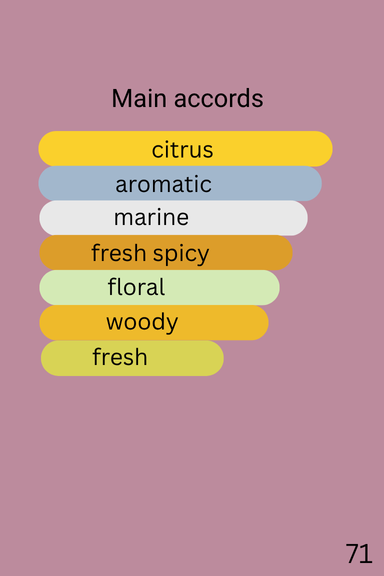 Main accords
citrus
aromatic
marine
fresh spicy
floral
woody
fresh
71